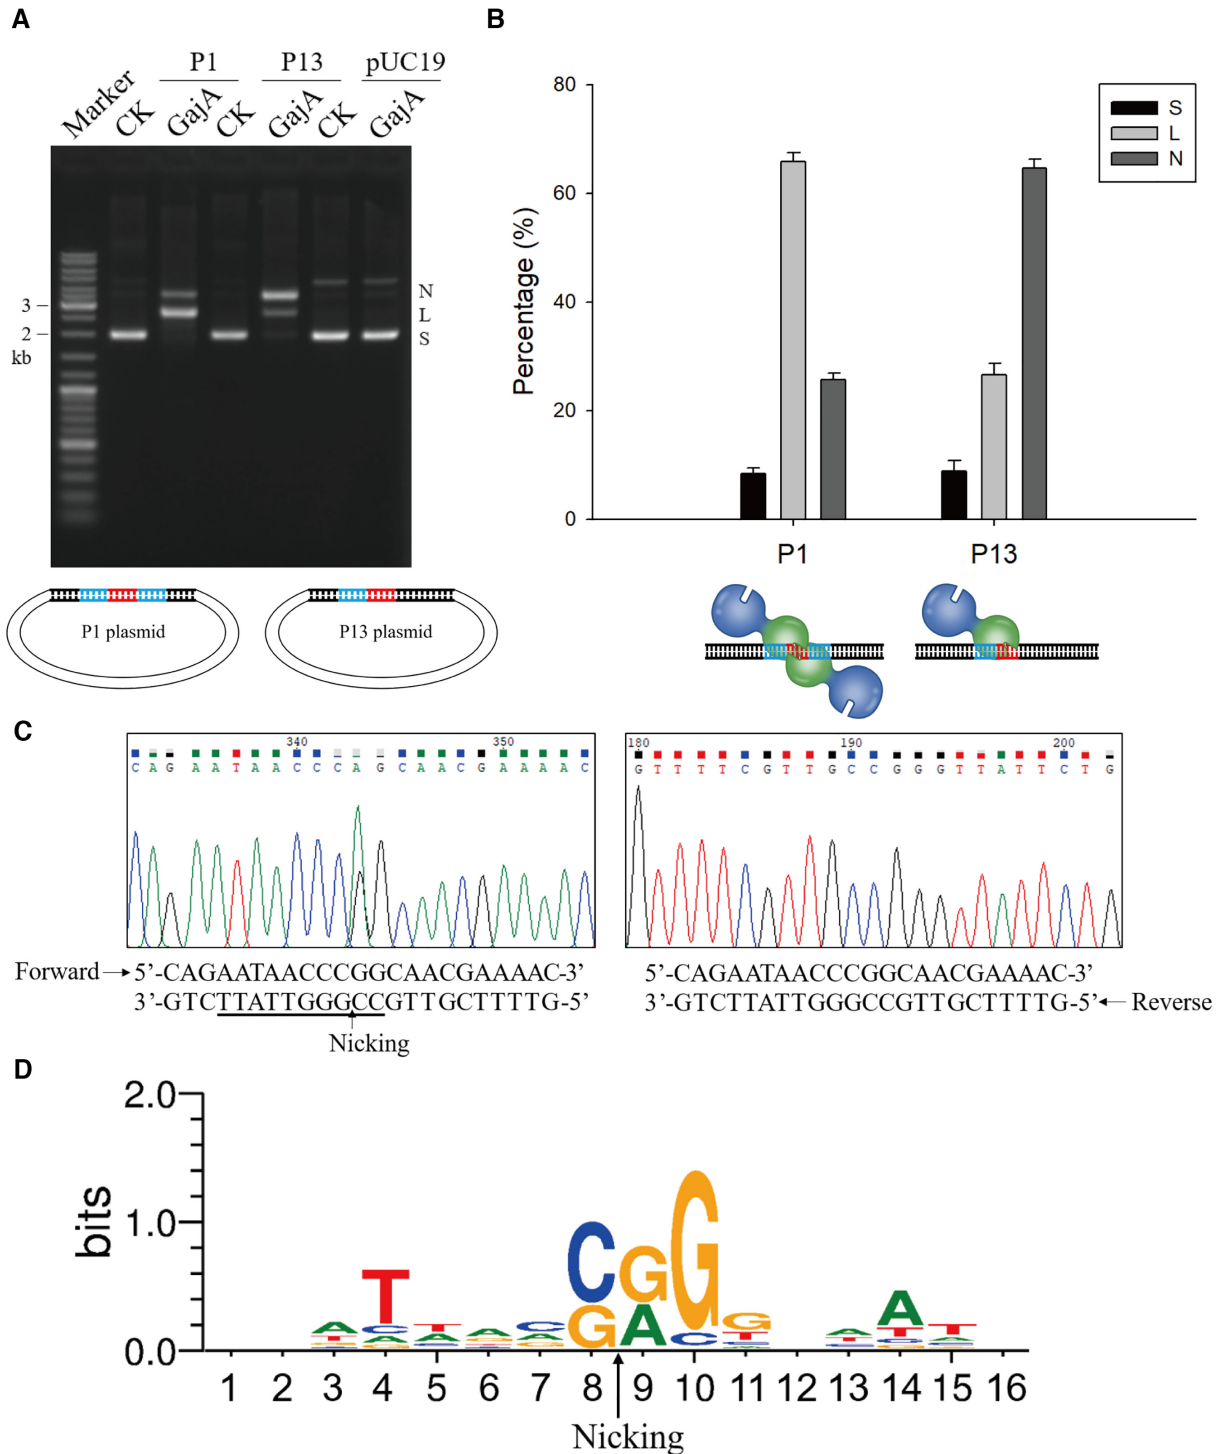 A
P1 P13 pUC19
Marker CK GajA CK GajA CK GajA
3
2
kb
N
L
S
P1 plasmid
P13 plasmid
B
Percentage (%)
80
60
40
20
0
S
L
N
P1 P13
C
340 350
C A G A A T A A C C C A G C A A C G A A A A C
180 190 200
G T T T T C G T T G C C G G G T T A T T C T G
Forward 5’-CAGAATAACCCGGCAACGAAAAC-3’
3’-GTCTTATTGGGCCGTTGCTTTTG-5’
Nicking
5’-CAGAATAACCCGGCAACGAAAAC-3’
3’-GTCTTATTGGGCCGTTGCTTTTG-5’ Reverse
D
bits
2.0
1.0
0.0
1 2 3 4 5 6 7 8 9 10 11 12 13 14 15 16
Nicking